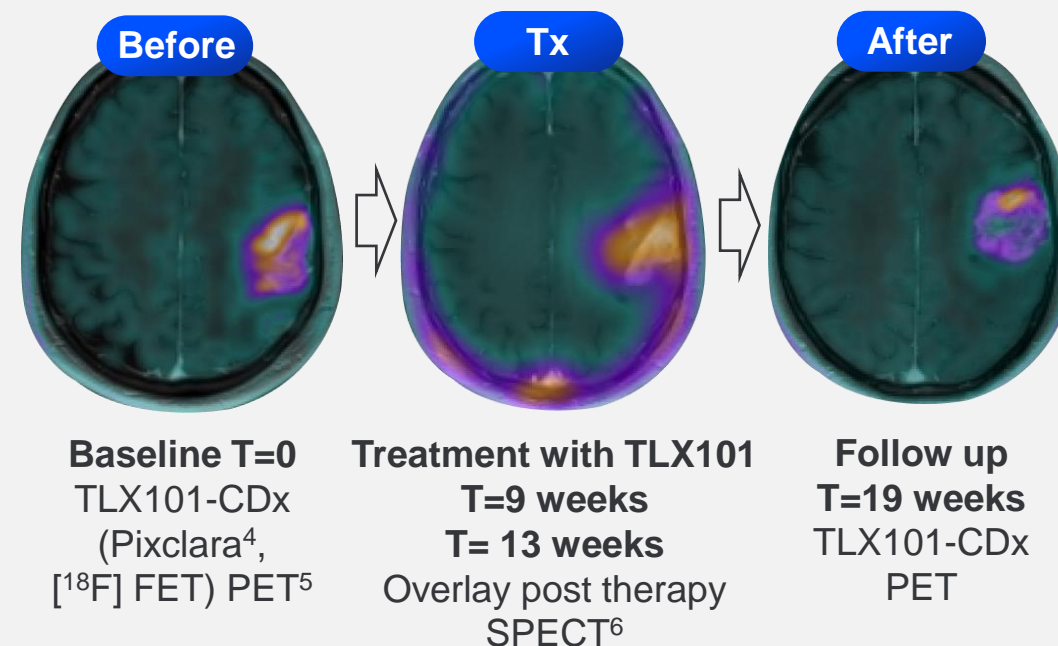 Before
Tx
After
Baseline T=0
TLX101-CDx
(Pixclara⁴,
[¹⁸F] FET) PET⁵
Treatment with TLX101
T=9 weeks
T= 13 weeks
Overlay post therapy
SPECT⁶
Follow up
T=19 weeks
TLX101-CDx
PET